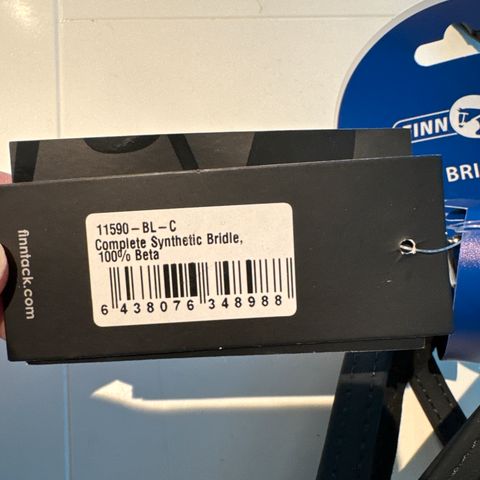 FINN
BRI
11590-BL-C
Complete Synthetic Bridle,
100% Beta
6 438076 348988
finntack.com